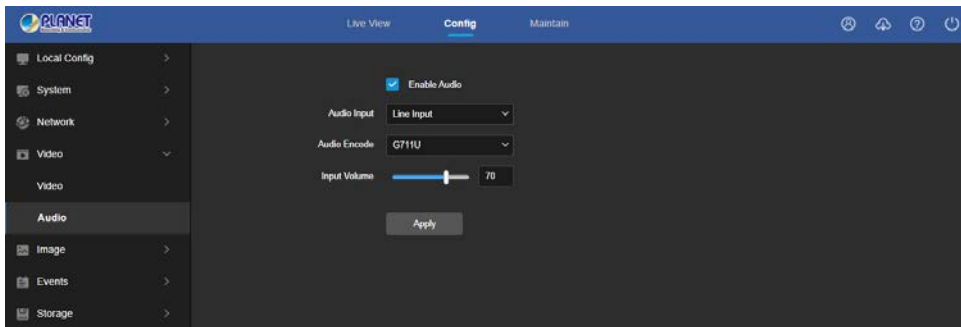 PLANET
Live View
Config
Maintain
Local Config
System
Network
Video
Video
Audio
Image
Events
Storage
Enable Audio
Audio Input
Line Input
Audio Encode
G711U
Input Volume
70
Apply